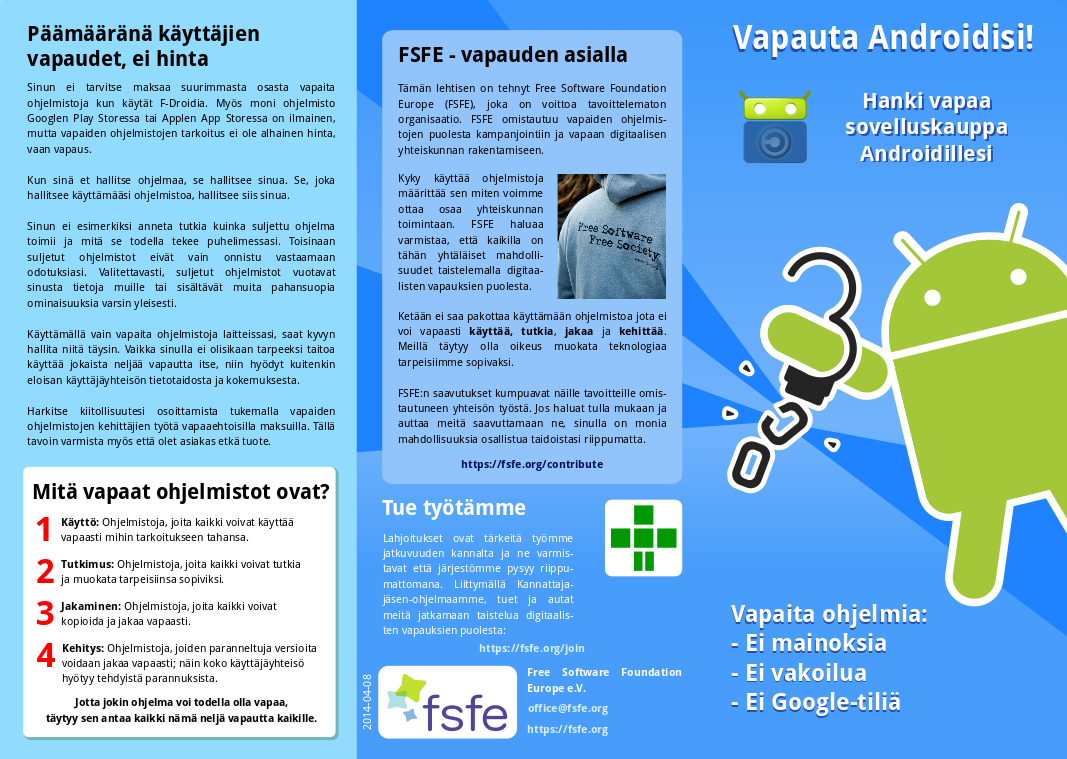 Päämääränä käyttäjien
vapaudet, ei hinta
Sinun ei tarvitse maksaa suurimmasta osasta vapaita
ohjelmistoja kun käytät F-Droidia. Myös moni ohjelmisto
Googlen Play Storessa tai Applen App Storessa on ilmainen,
mutta vapaiden ohjelmistojen tarkoitus ei ole alhainen hinta,
vaan vapaus.
Kun sinä et hallitse ohjelmaa, se hallitsee sinua. Se, joka
hallitsee käyttämääsi ohjelmistoa, hallitsee siis sinua.
Sinun ei esimerkiksi anneta tutkia kuinka suljettu ohjelma
toimii ja mitä se todella tekee puhelimessasi. Toisinaan
suljetut ohjelmistot eivät vain onnistu vastaamaan
odotuksiasi. Valitettavasti, suljetut ohjelmistot vuotavat
sinusta tietoja muille tai sisältävät muita pahansuopia
ominaisuuksia varsin yleisesti.
Käyttämällä vain vapaita ohjelmistoja laitteissasi, saat kyvyn
hallita niitä täysin. Vaikka sinulla ei olisikaan tarpeeksi taitoa
käyttää jokaista neljää vapautta itse, niin hyödyt kuitenkin
eloisan käyttäjäyhteisön tietotaidosta ja kokemuksesta.
Harkitse kiitollisuutesi osoittamista tukemalla vapaiden
ohjelmistojen kehittäjien työtä vapaaehtoisilla maksuilla. Tällä
tavoin varmista myös että olet asiakas etkä tuote.
Mitä vapaat ohjelmistot ovat?
1 Käyttö: Ohjelmistoja, joita kaikki voivat käyttää
vapaasti mihin tarkoitukseen tahansa.
2 Tutkimus: Ohjelmistoja, joita kaikki voivat tutkia
ja muokata tarpeisiinsa sopiviksi.
3 Jakaminen: Ohjelmistoja, joita kaikki voivat
kopioida ja jakaa vapaasti.
4 Kehitys: Ohjelmistoja, joiden paranneltuja versioita
voidaan jakaa vapaasti; näin koko käyttäjäyhteisö
hyötyy tehdyistä parannuksista.
Jotta jokin ohjelma voi todella olla vapaa,
täytyy sen antaa kaikki nämä neljä vapautta kaikille.
FSFE - vapauden asialla
Tämän lehtisen on tehnyt Free Software Foundation
Europe (FSFE), joka on voittoa tavoittelematon
organisaatio. FSFE omistautuu vapaiden ohjelmis-
tojen puolesta kampanjointiin ja vapaan digitaalisen
yhteiskunnan rakentamiseen.
Kyky käyttää ohjelmistoja
määrittää sen miten voimme
ottaa osaa yhteiskunnan
toimintaan. FSFE haluaa
varmistaa, että kaikilla on
tähän yhtäläiset mahdolli-
suudet taistelemalla digitaa-
listen vapauksien puolesta.
Free Software
Free Society
Ketään ei saa pakottaa käyttämään ohjelmistoa jota ei
voi vapaasti käyttää, tutkia, jakaa ja kehittää.
Meillä täytyy olla oikeus muokata teknologiaa
tarpeisiimme sopivaksi.
FSFE:n saavutukset kumpuavat näille tavoitteille omis-
tautuneen yhteisön työstä. Jos haluat tulla mukaan ja
auttaa meitä saavuttamaan ne, sinulla on monia
mahdollisuuksia osallistua taidoistasi riippumatta.
https://fsfe.org/contribute
Tue työtämme
Lahjoitukset ovat tärkeitä työmme
jatkuvuuden kannalta ja ne varmis-
tavat että järjestömme pysyy riippu-
mattomana. Liittymällä Kannattaja-
jäsen-ohjelmaamme, tuet ja autat
meitä jatkamaan taistelua digitaalis-
ten vapauksien puolesta:
https://fsfe.org/join
2014-04-08
fsfe
Free Software Foundation
Europe e.V.
office@fsfe.org
https://fsfe.org
Vapauta Androidisi!
Hanki vapaa
sovelluskauppa
Androidillesi
Vapaita ohjelmia:
- Ei mainoksia
- Ei vakoilua
- Ei Google-tiliä